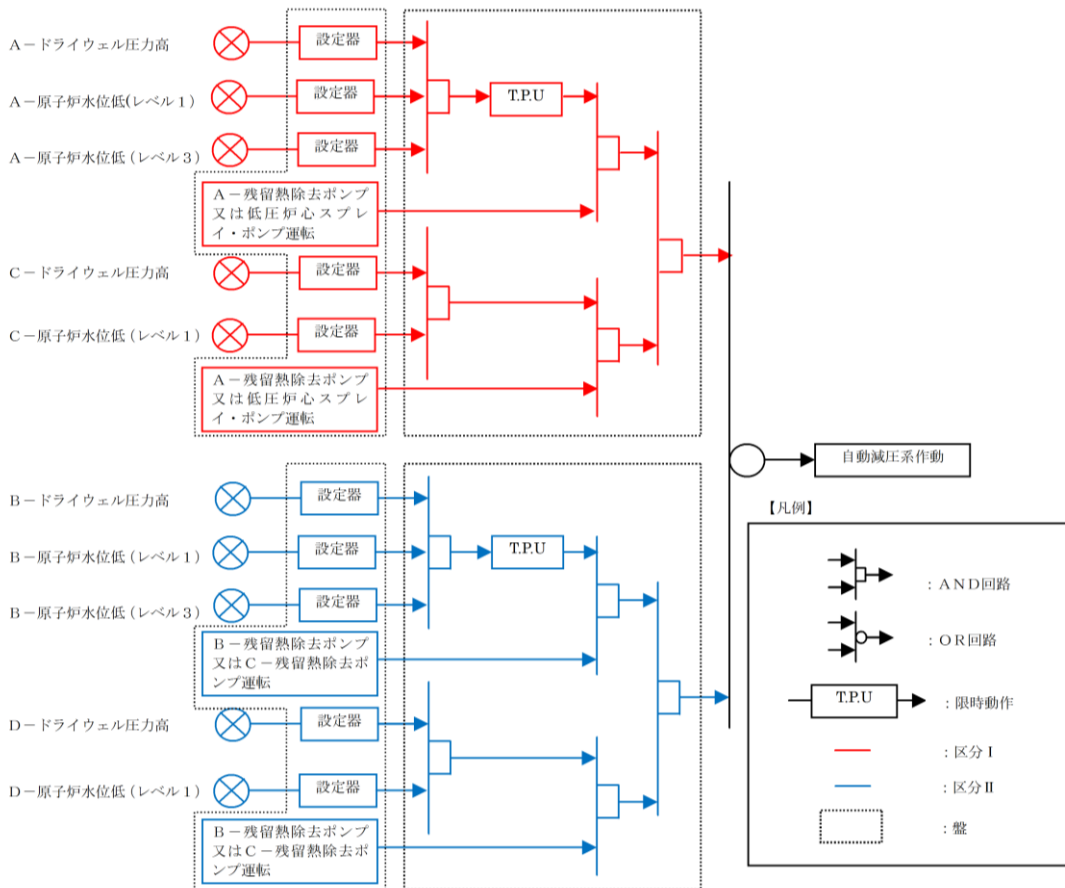 A－ドライウェル圧力高
設定器
A－原子炉水位低(レベル1)
設定器
T.P.U
A－原子炉水位低(レベル3)
設定器
A－残留熱除去ポンプ
又は低圧炉心スプレ
イ・ポンプ運転
C－ドライウェル圧力高
設定器
C－原子炉水位低(レベル1)
設定器
A－残留熱除去ポンプ
又は低圧炉心スプレ
イ・ポンプ運転
自動減圧系作動
B－ドライウェル圧力高
設定器
B－原子炉水位低(レベル1)
設定器
T.P.U
B－原子炉水位低(レベル3)
設定器
B－残留熱除去ポンプ
又はC－残留熱除去ポ
ンプ運転
D－ドライウェル圧力高
設定器
D－原子炉水位低(レベル1)
設定器
B－残留熱除去ポンプ
又はC－残留熱除去ポ
ンプ運転
【凡例】
：AND回路
：OR回路
T.P.U
：限時動作
：区分Ⅰ
：区分Ⅱ
：盤